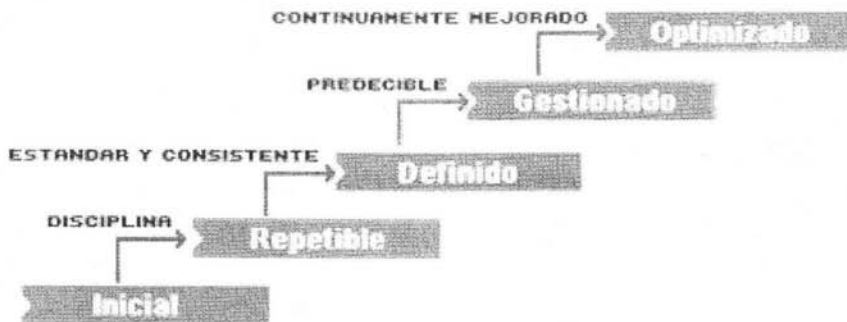 CONTINUAMENTE MEJORADO
Optimizado
PREDECIBLE
Gestionado
ESTANDAR Y CONSISTENTE
Definido
DISCIPLINA
Repetible
Inicial